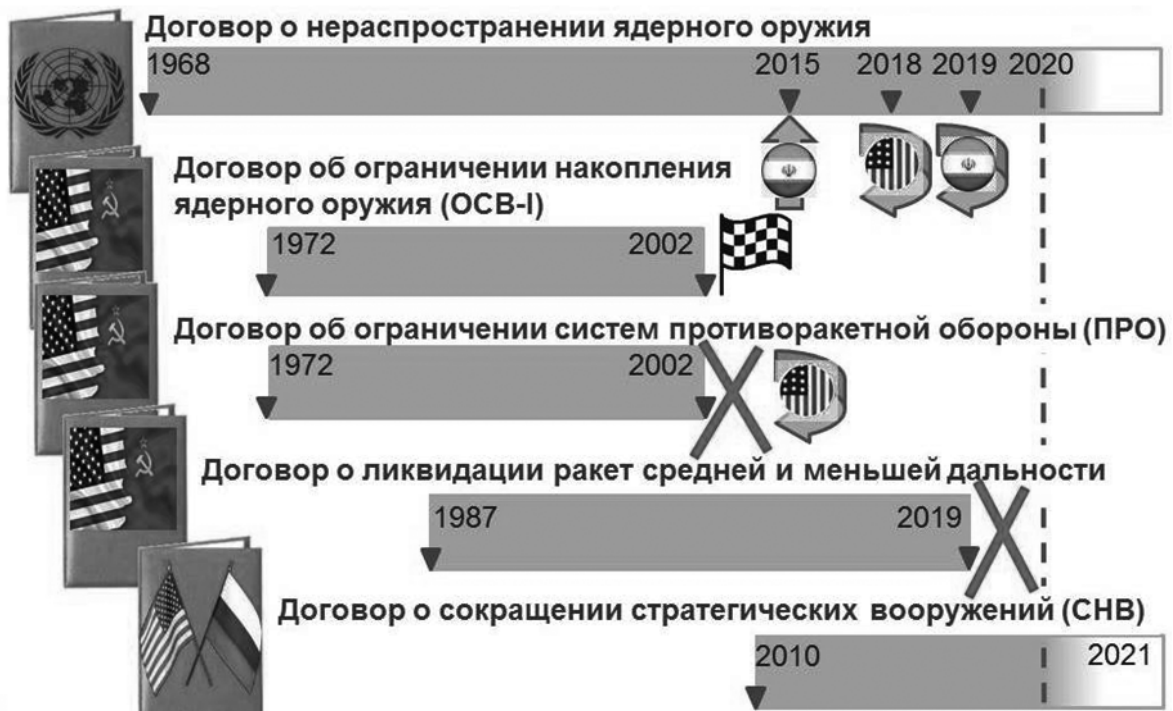 Договор о нераспространении ядерного оружия
1968 2015 2018 2019 2020
Договор об ограничении накопления
ядерного оружия (ОСВ-I)
1972 2002
Договор об ограничении систем противоракетной обороны (ПРО)
1972 2002
Договор о ликвидации ракет средней и меньшей дальности
1987 2019
Договор о сокращении стратегических вооружений (СНВ)
2010 2021